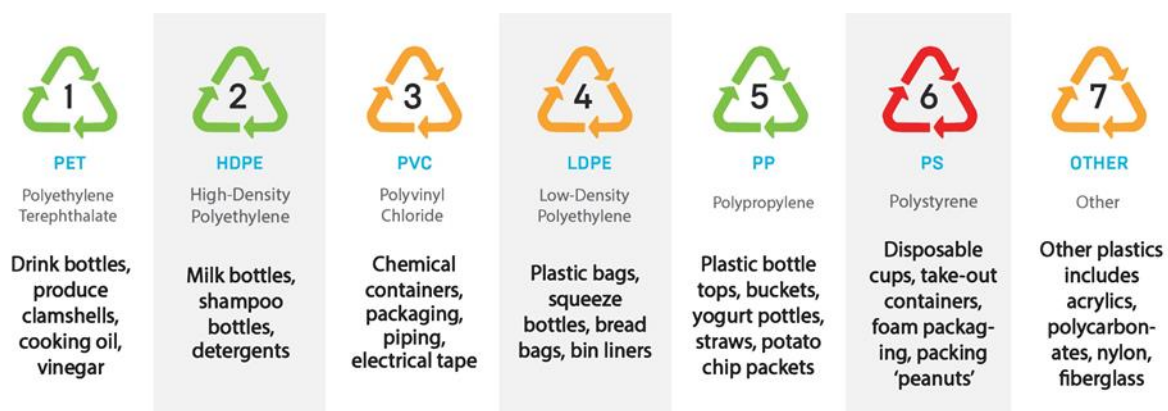 1
PET
Polyethylene
Terephthalate
Drink bottles,
produce
clamshells,
cooking oil,
vinegar
2
HDPE
High-Density
Polyethylene
Milk bottles,
shampoo
bottles,
detergents
3
PVC
Polyvinyl
Chloride
Chemical
containers,
packaging,
piping,
electrical tape
4
LDPE
Low-Density
Polyethylene
Plastic bags,
squeeze
bottles, bread
bags, bin liners
5
PP
Polypropylene
Plastic bottle
tops, buckets,
yogurt pottles,
straws, potato
chip packets
6
PS
Polystyrene
Disposable
cups, take-out
containers,
foam packag-
ing, packing
‘peanuts’
7
OTHER
Other
Other plastics
includes
acrylics,
polycarbon-
ates, nylon,
fiberglass